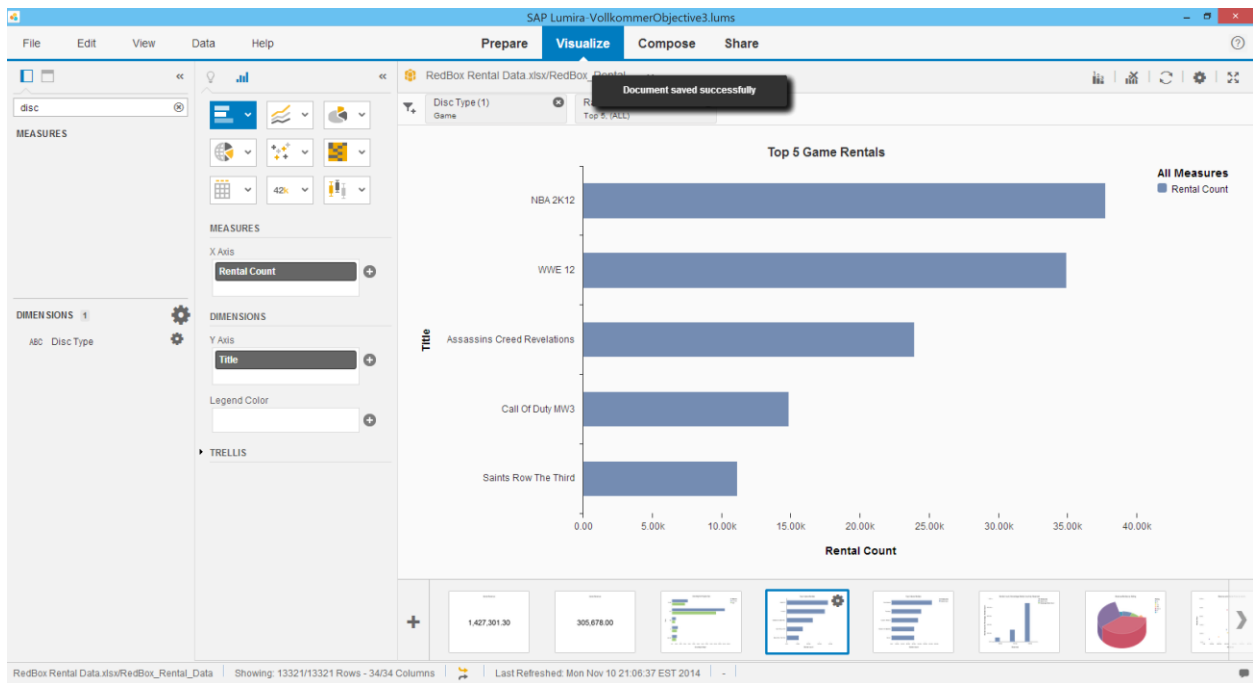 SAP Lumira-VollkommerObjective3.lums
File Edit View Data Help
Prepare Visualize Compose Share
RedBox Rental Data.xlsx/RedBox_Rental
Document saved successfully
disc
MEASURES
DIMENSIONS 1
ABC Disc Type
42K
MEASURES
X Axis
Rental Count
DIMENSIONS
Y Axis
Title
Legend Color
TRELLIS
Disc Type (1)
Game
Top 5, (ALL)
Top 5 Game Rentals
All Measures
Rental Count
Title
NBA 2K12
WWE 12
Assassins Creed Revelations
Call Of Duty MW3
Saints Row The Third
0.00 5.00k 10.00k 15.00k 20.00k 25.00k 30.00k 35.00k 40.00k
Rental Count
1,427,301.30
305,678.00
RedBox Rental Data.xlsx/RedBox_Rental_Data Showing: 13321/13321 Rows - 34/34 Columns Last Refreshed: Mon Nov 10 21:06:37 EST 2014 -